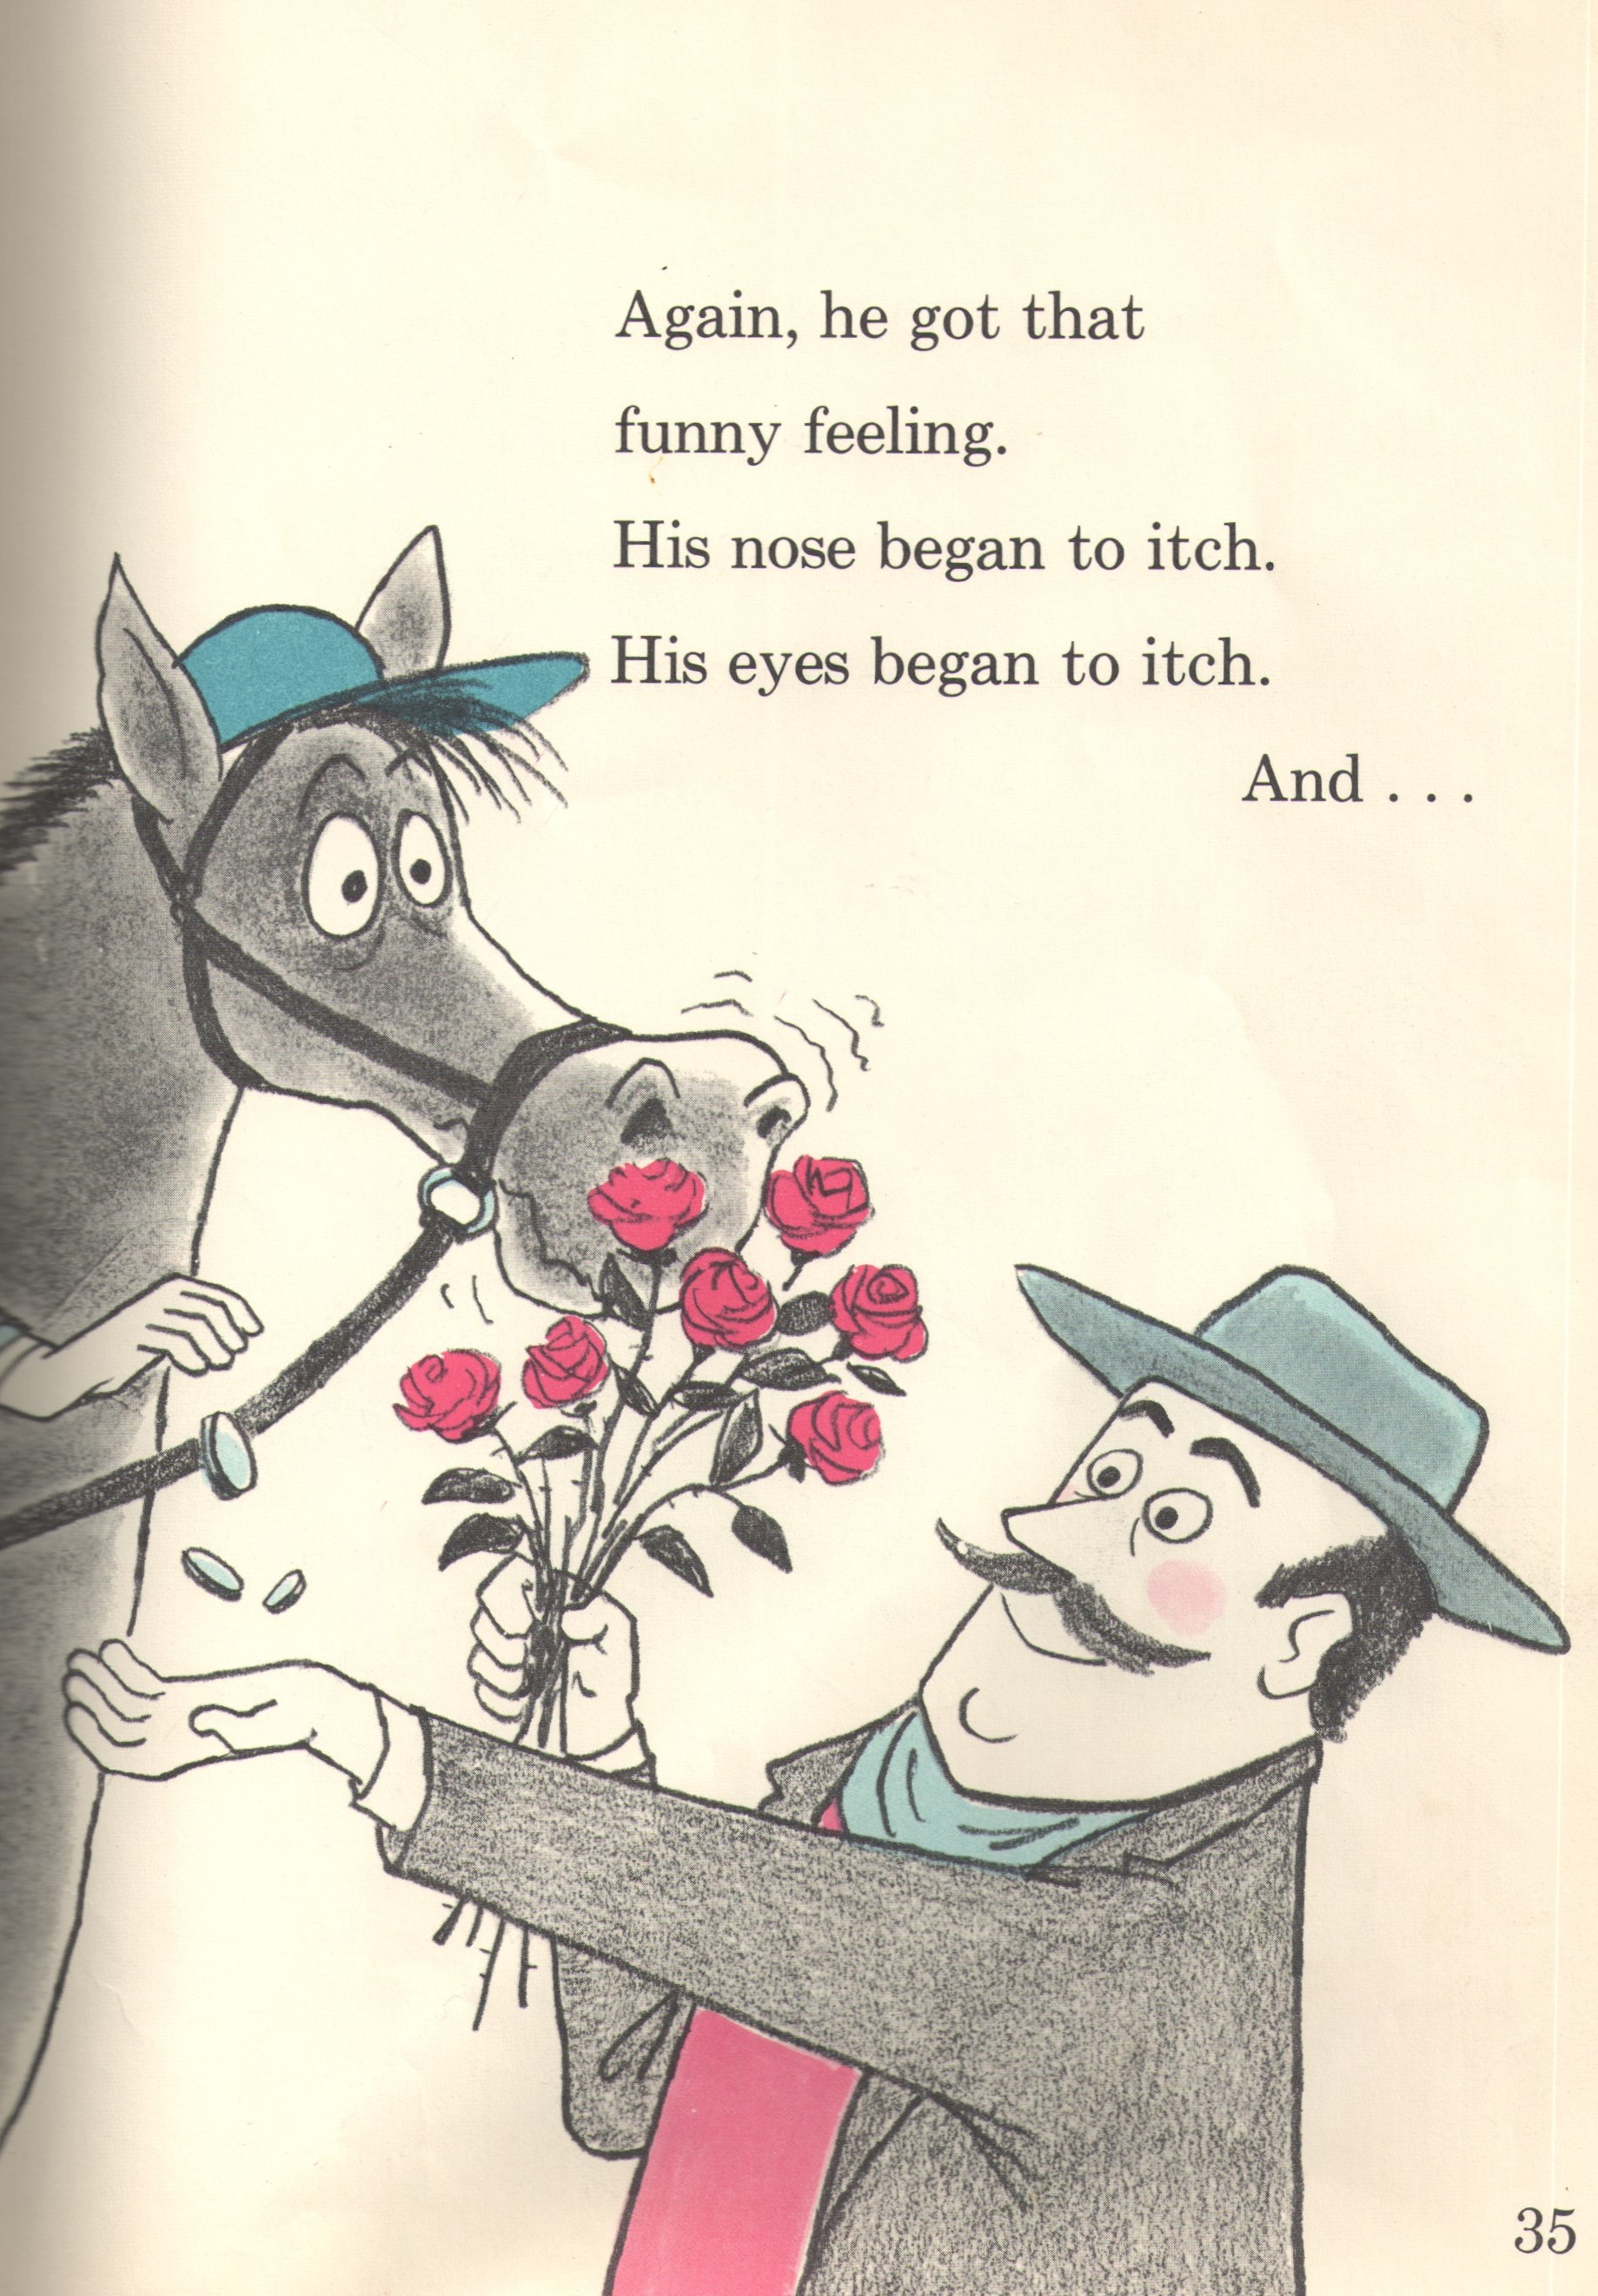 Again, he got that
funny feeling.
His nose began to itch.
His eyes began to itch.
And . . .
35